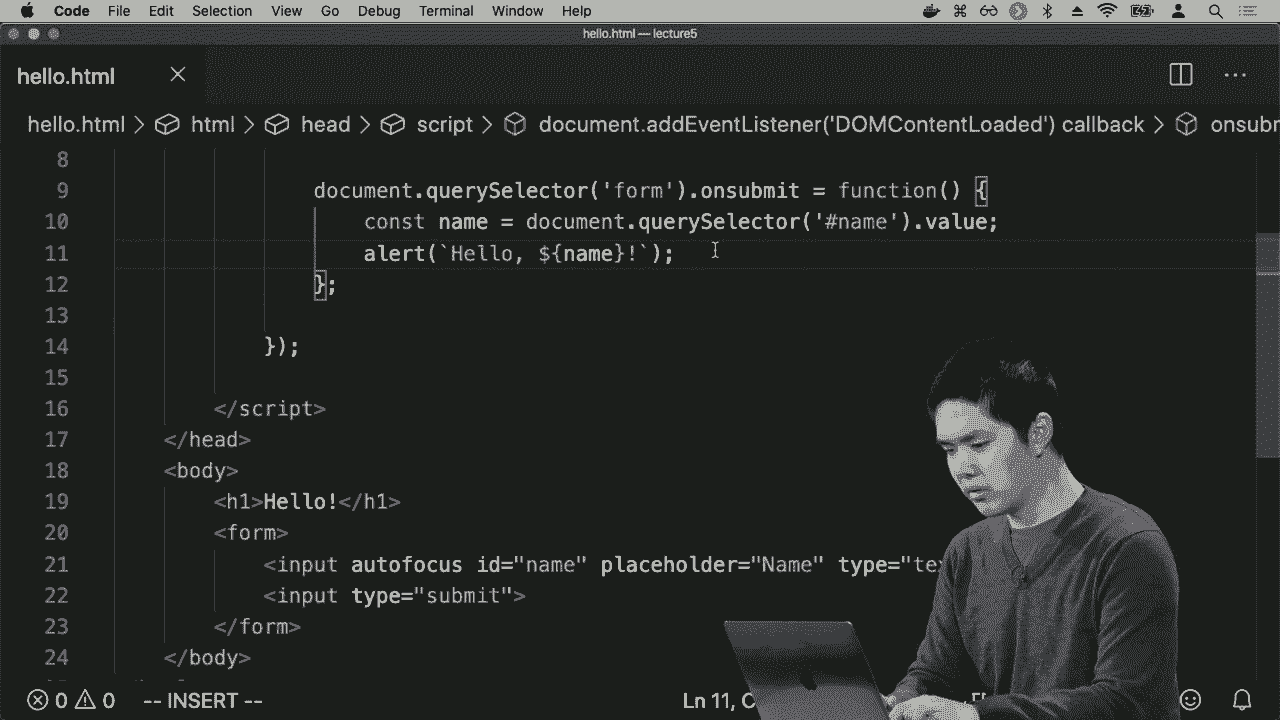 Code File Edit Selection View Go Debug Terminal Window Help
hello.html — lecture5
hello.html
hello.html > html > head > script > document.addEventListener('DOMContentLoaded') callback >
8
9 document.querySelector('form').onsubmit = function() {
10 const name = document.querySelector('#name').value;
11 alert(`Hello, ${name}!`);
12 };
13
14 });
15
16 </script>
17 </head>
18 <body>
19 <h1>Hello!</h1>
20 <form>
21 <input autofocus id="name" placeholder="Name" type="te
22 <input type="submit">
23 </form>
24 </body>
0 0 -- INSERT -- Ln 11, C